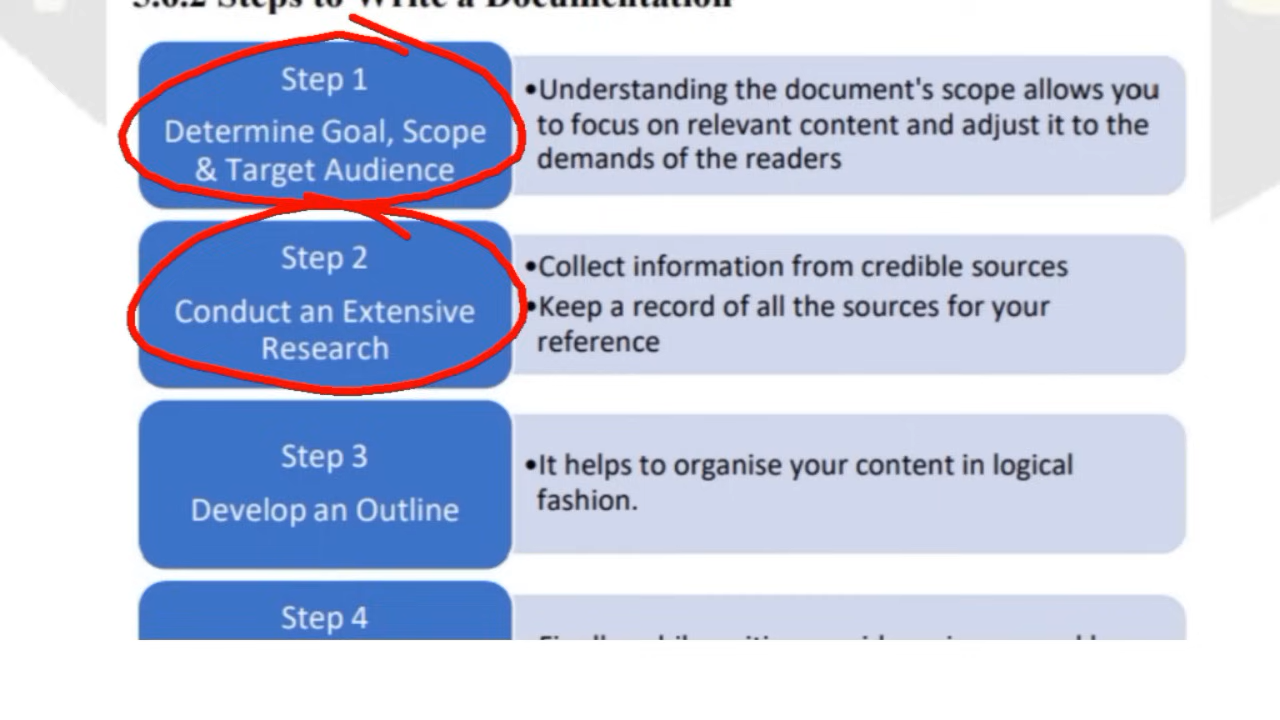 5.6.2 Steps to Write a Documentation
Step 1
Determine Goal, Scope
& Target Audience
•Understanding the document's scope allows you
to focus on relevant content and adjust it to the
demands of the readers
Step 2
Conduct an Extensive
Research
•Collect information from credible sources
•Keep a record of all the sources for your
reference
Step 3
Develop an Outline
•It helps to organise your content in logical
fashion.
Step 4